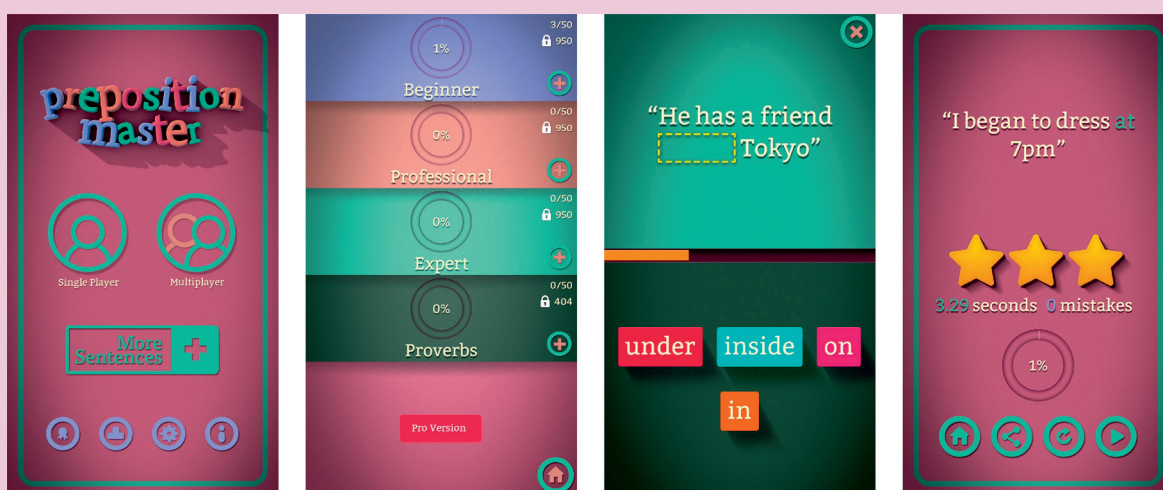 preposition
master
Single Player
Multiplayer
More
Sentences
3/50
950
1%
Beginner
0/50
950
0%
Professional
0/50
950
0%
Expert
0/50
404
0%
Proverbs
Pro Version
“He has a friend
Tokyo”
under inside on
in
“I began to dress at
7pm”
3.29 seconds 0 mistakes
1%